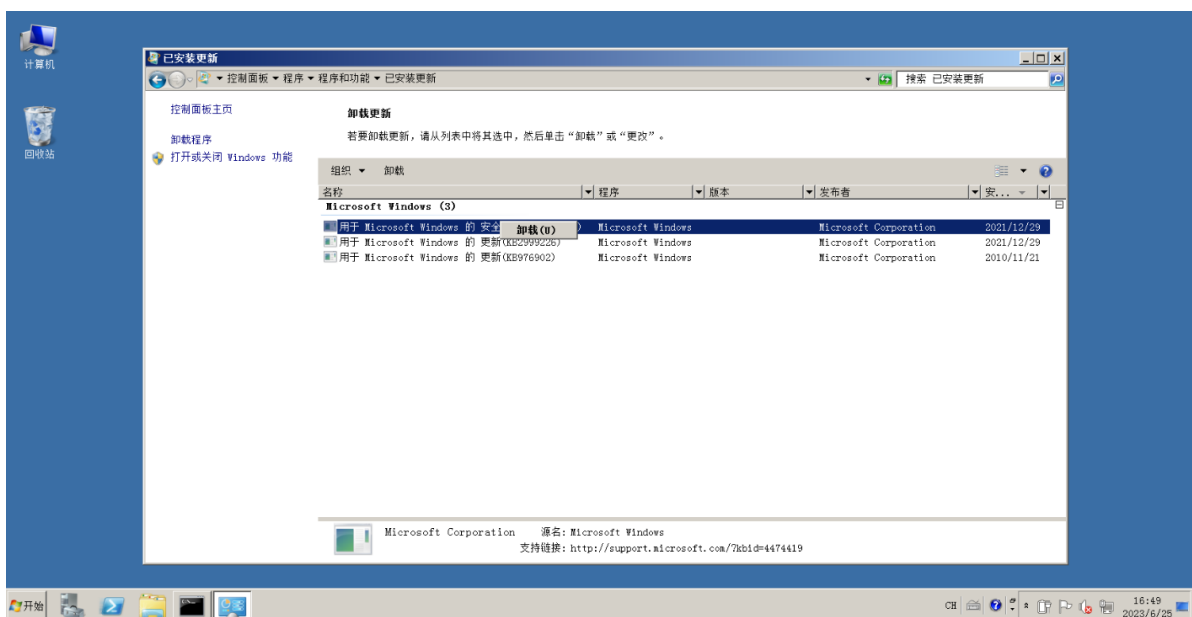 计算机
回收站
已安装更新
控制面板 程序 程序和功能 已安装更新
搜索 已安装更新
控制面板主页
卸载程序
打开或关闭 Windows 功能
卸载更新
若要卸载更新，请从列表中将其选中，然后单击“卸载”或“更改”。
组织 卸载
名称 程序 版本 发布者 安...
Microsoft Windows (3)
用于 Microsoft Windows 的 安全 ) Microsoft Windows Microsoft Corporation 2021/12/29
卸载(U)
用于 Microsoft Windows 的 更新(KB2999226) Microsoft Windows Microsoft Corporation 2021/12/29
用于 Microsoft Windows 的 更新(KB976902) Microsoft Windows Microsoft Corporation 2010/11/21
Microsoft Corporation 源名: Microsoft Windows
支持链接: http://support.microsoft.com/?kbid=4474419
开始
CH
16:49
2023/6/25